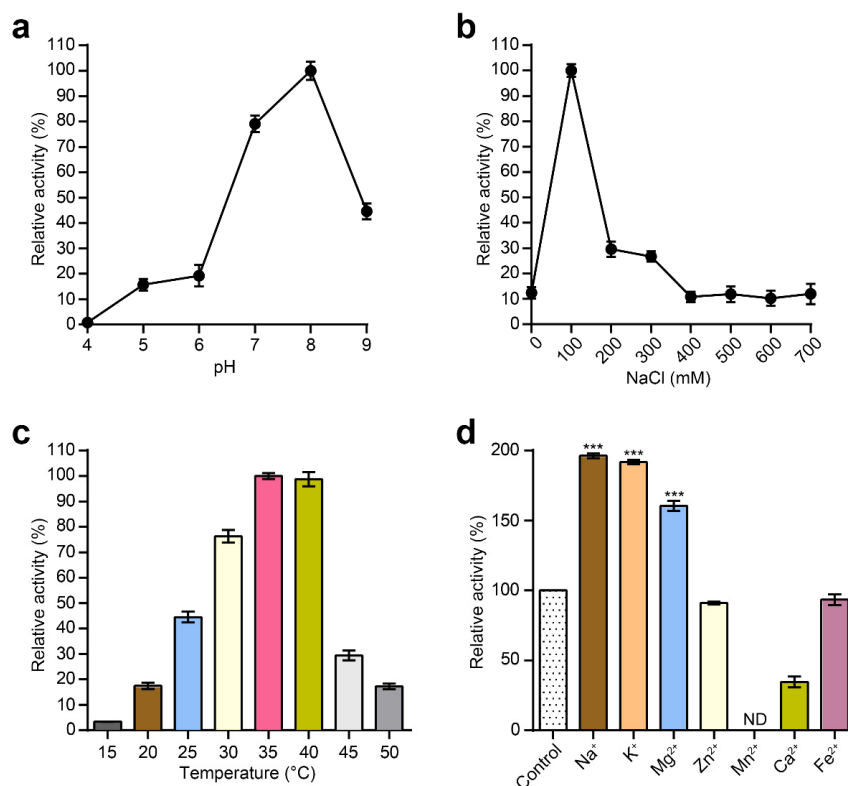 a
Relative activity (%)
110
100
90
80
70
60
50
40
30
20
10
0
4 5 6 7 8 9
pH
b
Relative activity (%)
110
100
90
80
70
60
50
40
30
20
10
0
0 100 200 300 400 500 600 700
NaCl (mM)
c
Relative activity (%)
110
100
90
80
70
60
50
40
30
20
10
0
15 20 25 30 35 40 45 50
Temperature (°C)
d
Relative activity (%)
200
150
100
50
0
*** *** ***
ND
Control Na⁺ K⁺ Mg²⁺ Zn²⁺ Mn²⁺ Ca²⁺ Fe²⁺